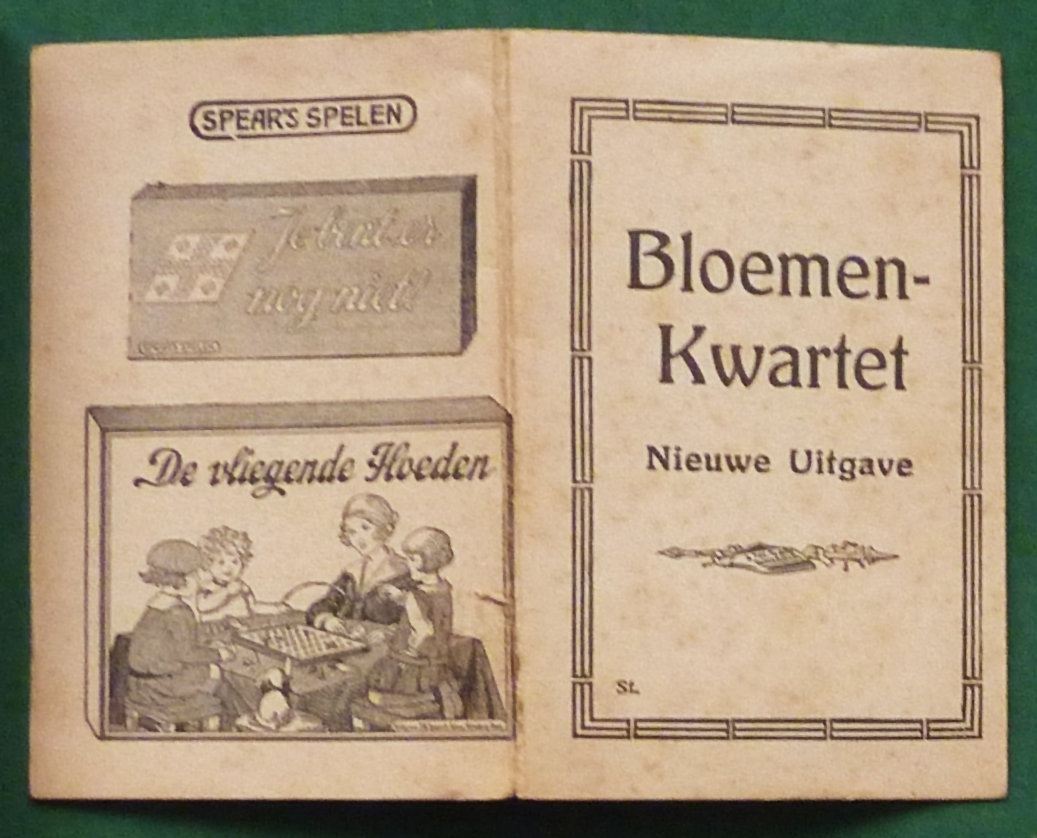 SPEAR'S SPELEN
Je bent er
nog niet!
De vliegende Hoeden
Bloemen-
Kwartet
Nieuwe Uitgave
St.